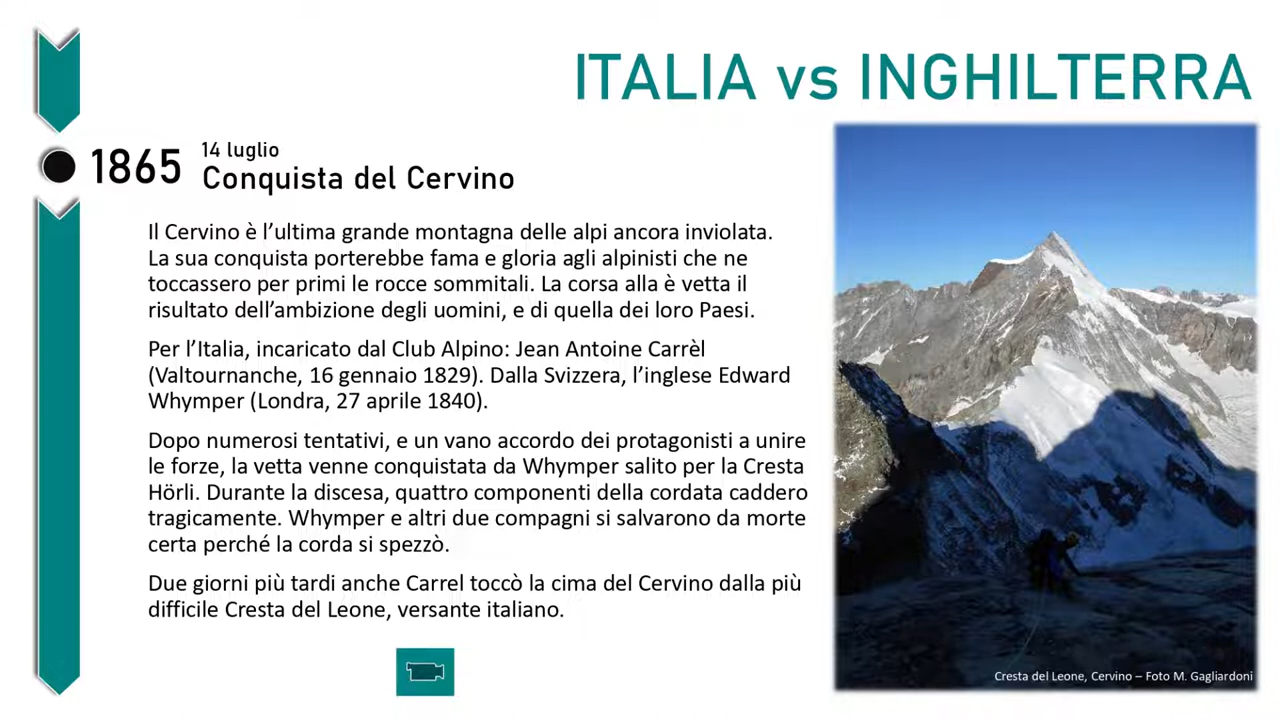 ITALIA vs INGHILTERRA
1865
14 luglio
Conquista del Cervino
Il Cervino è l’ultima grande montagna delle alpi ancora inviolata.
La sua conquista porterebbe fama e gloria agli alpinisti che ne
toccassero per primi le rocce sommitali. La corsa alla è vetta il
risultato dell’ambizione degli uomini, e di quella dei loro Paesi.
Per l’Italia, incaricato dal Club Alpino: Jean Antoine Carrèl
(Valtournanche, 16 gennaio 1829). Dalla Svizzera, l’inglese Edward
Whymper (Londra, 27 aprile 1840).
Dopo numerosi tentativi, e un vano accordo dei protagonisti a unire
le forze, la vetta venne conquistata da Whymper salito per la Cresta
Hörli. Durante la discesa, quattro componenti della cordata caddero
tragicamente. Whymper e altri due compagni si salvarono da morte
certa perché la corda si spezzò.
Due giorni più tardi anche Carrel toccò la cima del Cervino dalla più
difficile Cresta del Leone, versante italiano.
Cresta del Leone, Cervino – Foto M. Gagliardoni